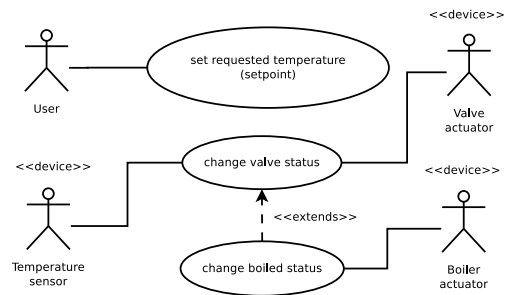 <<device>>
set requested temperature
(setpoint)
User
Valve
actuator
change valve status
<<device>>
<<device>>
<<extends>>
Temperature
sensor
change boiled status
Boiler
actuator